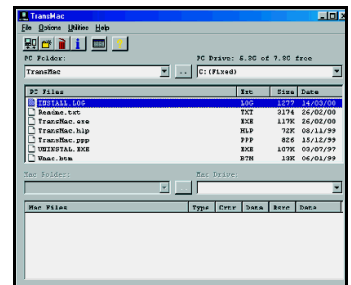 TransMac
File Options Utilities Help
PC Folder: PC Drive: 6.3G of 7.8G free
TransMac .. C: (Fixed)
PC Files Ext Size Date
INSTALL.LOG LOG 1277 14/03/00
Readme.txt TXT 3174 26/02/00
TransMac.exe EXE 117K 26/02/00
TransMac.hlp HLP 72K 08/11/99
TransMac.ppp PPP 826 15/12/99
UNINSTAL.EXE EXE 107K 03/07/97
.btm BTM 13K 06/01/99
Mac Folder: Mac Drive:
Mac Files Type Crtr Data Rsrc Date